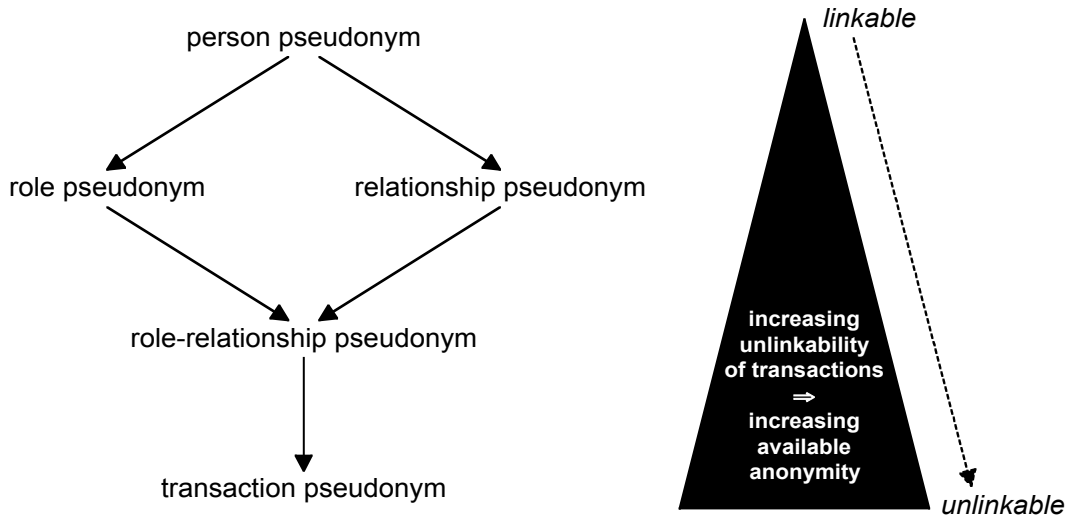 person pseudonym
linkable
role pseudonym
relationship pseudonym
role-relationship pseudonym
increasing
unlinkability
of transactions
⇒
increasing
available
anonymity
transaction pseudonym
unlinkable